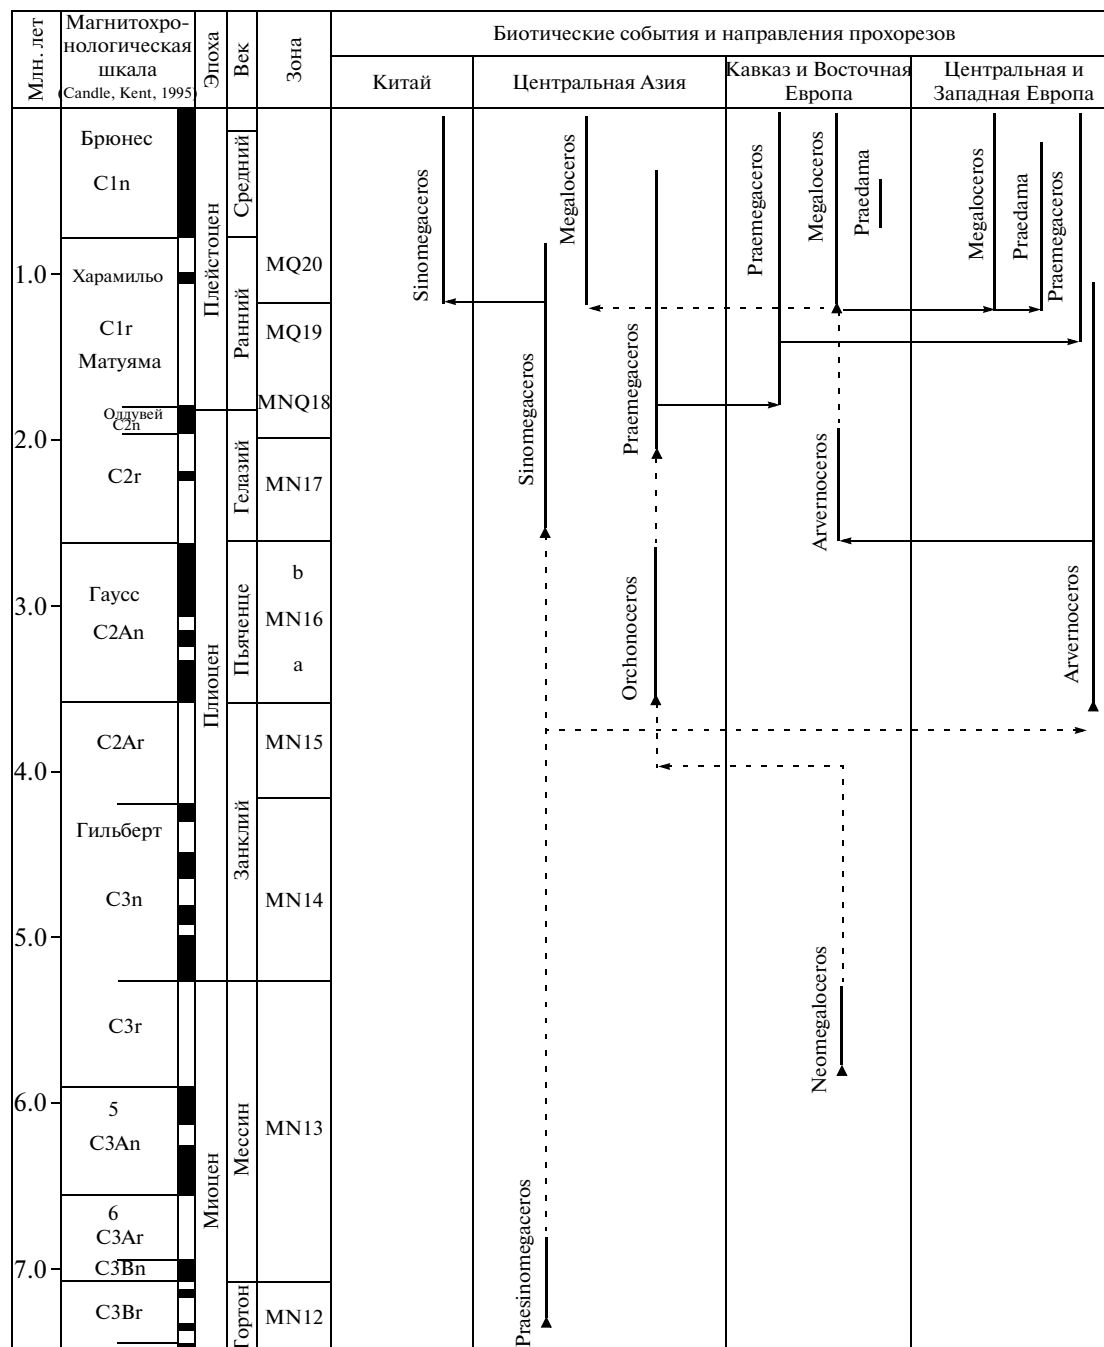 Млн. лет
Магнитохро-
нологическая
шкала
(Candle, Kent, 1995)
Эпоха
Век
Зона
Биотические события и направления прохорезов
Китай
Центральная Азия
Кавказ и Восточная
Европа
Центральная и
Западная Европа
1.0
2.0
3.0
4.0
5.0
6.0
7.0
Брюнес
C1n
Харамильо
C1r
Матуяма
Олдувей
C2n
C2r
Гаусс
C2An
C2Ar
Гильберт
C3n
C3r
5
C3An
6
C3Ar
C3Bn
C3Br
Плейстоцен
Плиоцен
Миоцен
Средний
Ранний
Гелазий
Пьяченце
Занклий
Мессин
Тортон
MQ20
MQ19
MNQ18
MN17
b
MN16
a
MN15
MN14
MN13
MN12
Sinomegaceros
Sinomegaceros
Praesinomegaceros
Megaloceros
Praemegaceros
Orchonoceros
Praemegaceros
Megaloceros
Praedama
Arvernoceros
Neomegaloceros
Megaloceros
Praedama
Praemegaceros
Arvernoceros